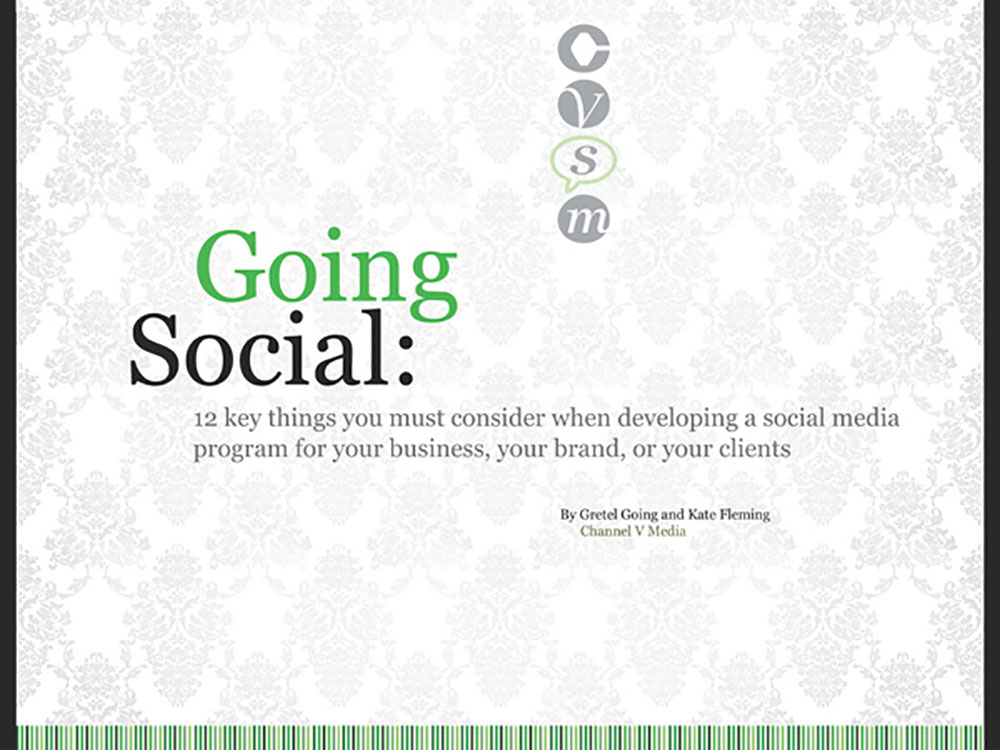 C
V
s
m
Going
Social:
12 key things you must consider when developing a social media
program for your business, your brand, or your clients
By Gretel Going and Kate Fleming
Channel V Media